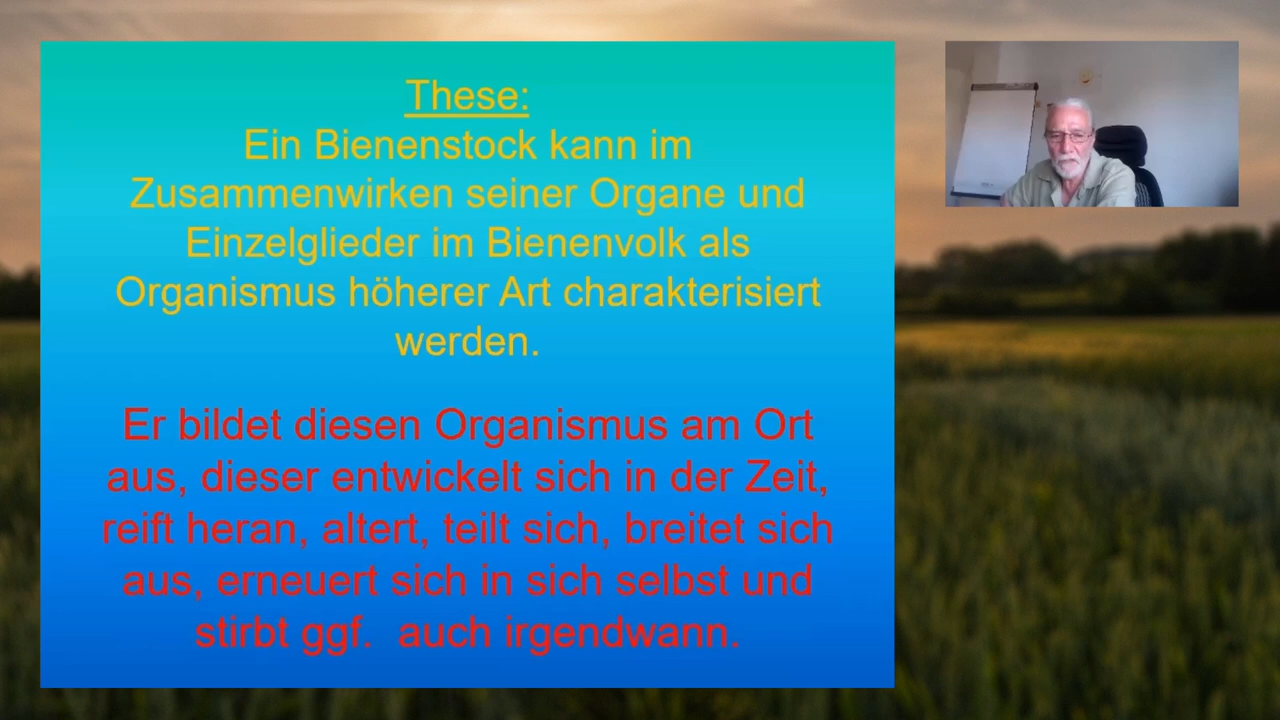 These:
Ein Bienenstock kann im
Zusammenwirken seiner Organe und
Einzelglieder im Bienenvolk als
Organismus höherer Art charakterisiert
werden.
Er bildet diesen Organismus am Ort
aus, dieser entwickelt sich in der Zeit,
reift heran, altert, teilt sich, breitet sich
aus, erneuert sich in sich selbst und
stirbt ggf.  auch irgendwann.